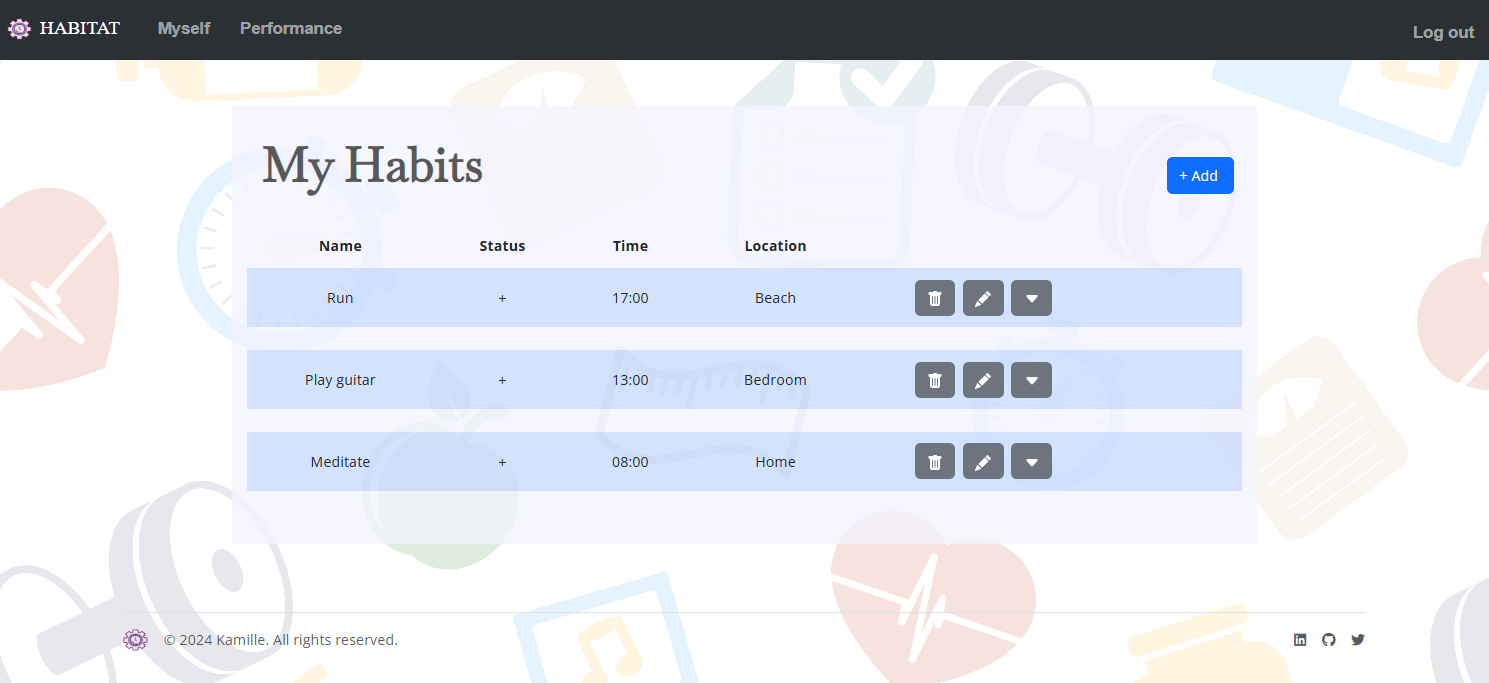 HABITAT Myself Performance Log out
My Habits
+ Add
Name Status Time Location
Run + 17:00 Beach
Play guitar + 13:00 Bedroom
Meditate + 08:00 Home
© 2024 Kamille. All rights reserved.